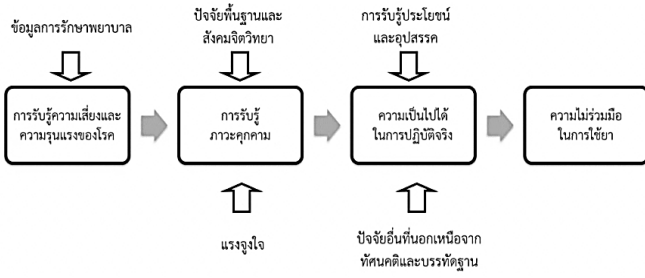 ข้อมูลการรักษาพยาบาล
ปัจจัยพื้นฐานและ
สังคมจิตวิทยา
การรับรู้ประโยชน์
และอุปสรรค
การรับรู้ความเสี่ยงและ
ความรุนแรงของโรค
การรับรู้
ภาวะคุกคาม
ความเป็นไปได้
ในการปฏิบัติจริง
ความไม่ร่วมมือ
ในการใช้ยา
แรงจูงใจ
ปัจจัยอื่นที่นอกเหนือจาก
ทัศนคติและบรรทัดฐาน